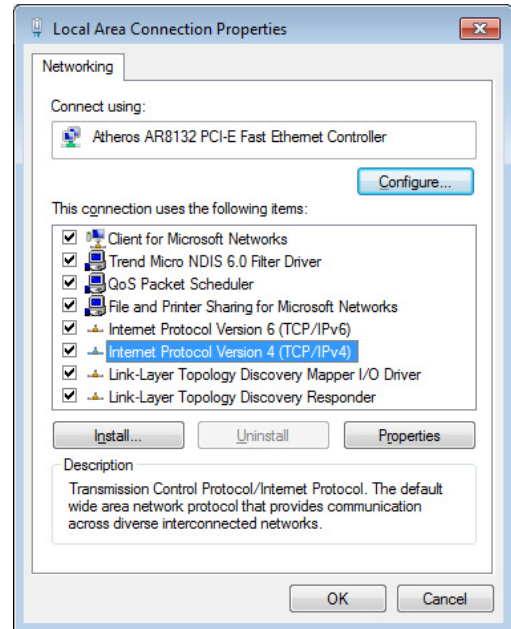 Local Area Connection Properties
Networking
Connect using:
Atheros AR8132 PCI-E Fast Ethernet Controller
Configure...
This connection uses the following items:
Client for Microsoft Networks
Trend Micro NDIS 6.0 Filter Driver
QoS Packet Scheduler
File and Printer Sharing for Microsoft Networks
Internet Protocol Version 6 (TCP/IPv6)
Internet Protocol Version 4 (TCP/IPv4)
Link-Layer Topology Discovery Mapper I/O Driver
Link-Layer Topology Discovery Responder
Install... Uninstall Properties
Description
Transmission Control Protocol/Internet Protocol. The default
wide area network protocol that provides communication
across diverse interconnected networks.
OK Cancel